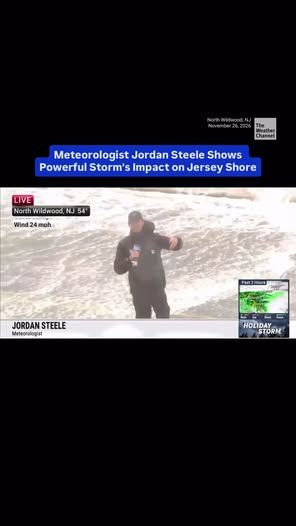 North Wildwood, NJ
November 26, 2026
The
Weather
Channel
Meteorologist Jordan Steele Shows
Powerful Storm's Impact on Jersey Shore
LIVE
North Wildwood, NJ 54°
Wind 24 mph
Past 2 Hours
HOLIDAY
STORM
JORDAN STEELE
Meteorologist